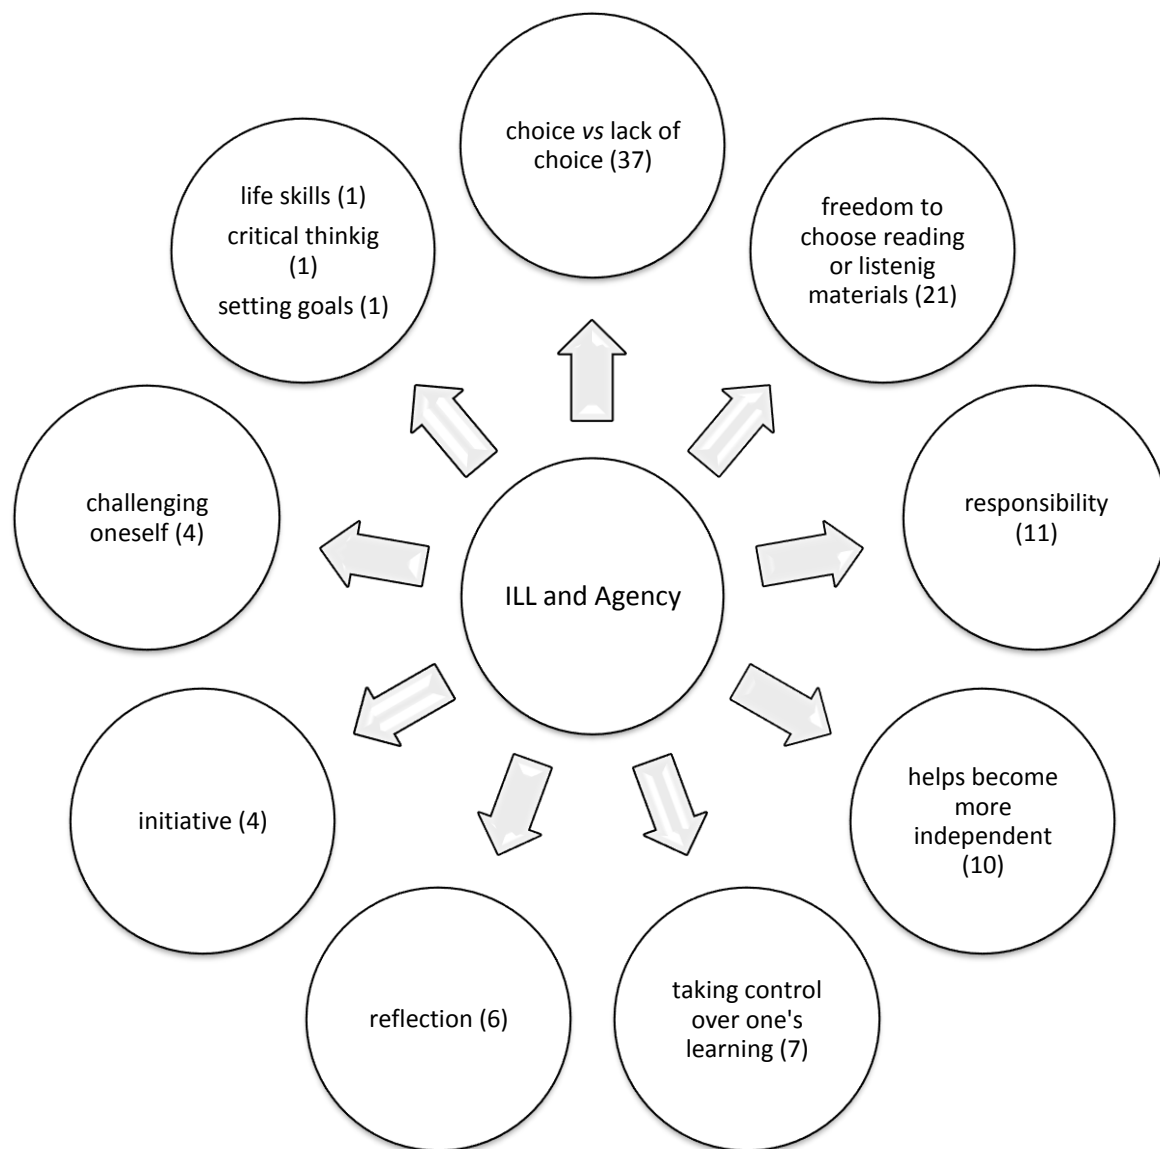 choice vs lack of
choice (37)
freedom to
choose reading
or listenig
materials (21)
responsibility
(11)
helps become
more
independent
(10)
taking control
over one's
learning (7)
reflection (6)
initiative (4)
challenging
oneself (4)
life skills (1)
critical thinkig
(1)
setting goals (1)
ILL and Agency